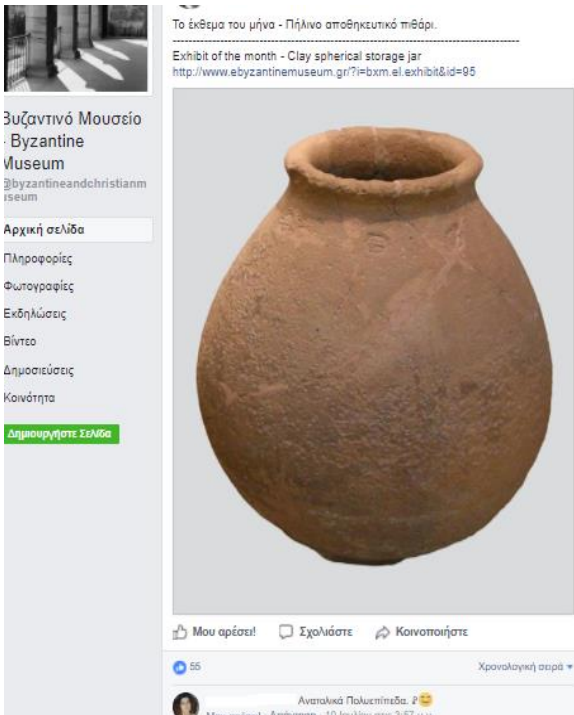 Βυζαντινό Μουσείο
- Byzantine
Museum
@byzantineandchristianm
useum
Αρχική σελίδα
Πληροφορίες
Φωτογραφίες
Εκδηλώσεις
Βίντεο
Δημοσιεύσεις
Κοινότητα
Δημιουργήστε Σελίδα
Το έκθεμα του μήνα - Πήλινο αποθηκευτικό πιθάρι.
Exhibit of the month - Clay spherical storage jar
http://www.ebyzantinemuseum.gr/?i=bxm.el.exhibit&id=95
Μου αρέσει! Σχολιάστε Κοινοποιήστε
55 Χρονολογική σειρά
Ανατολικά Πολυεπίπεδα.